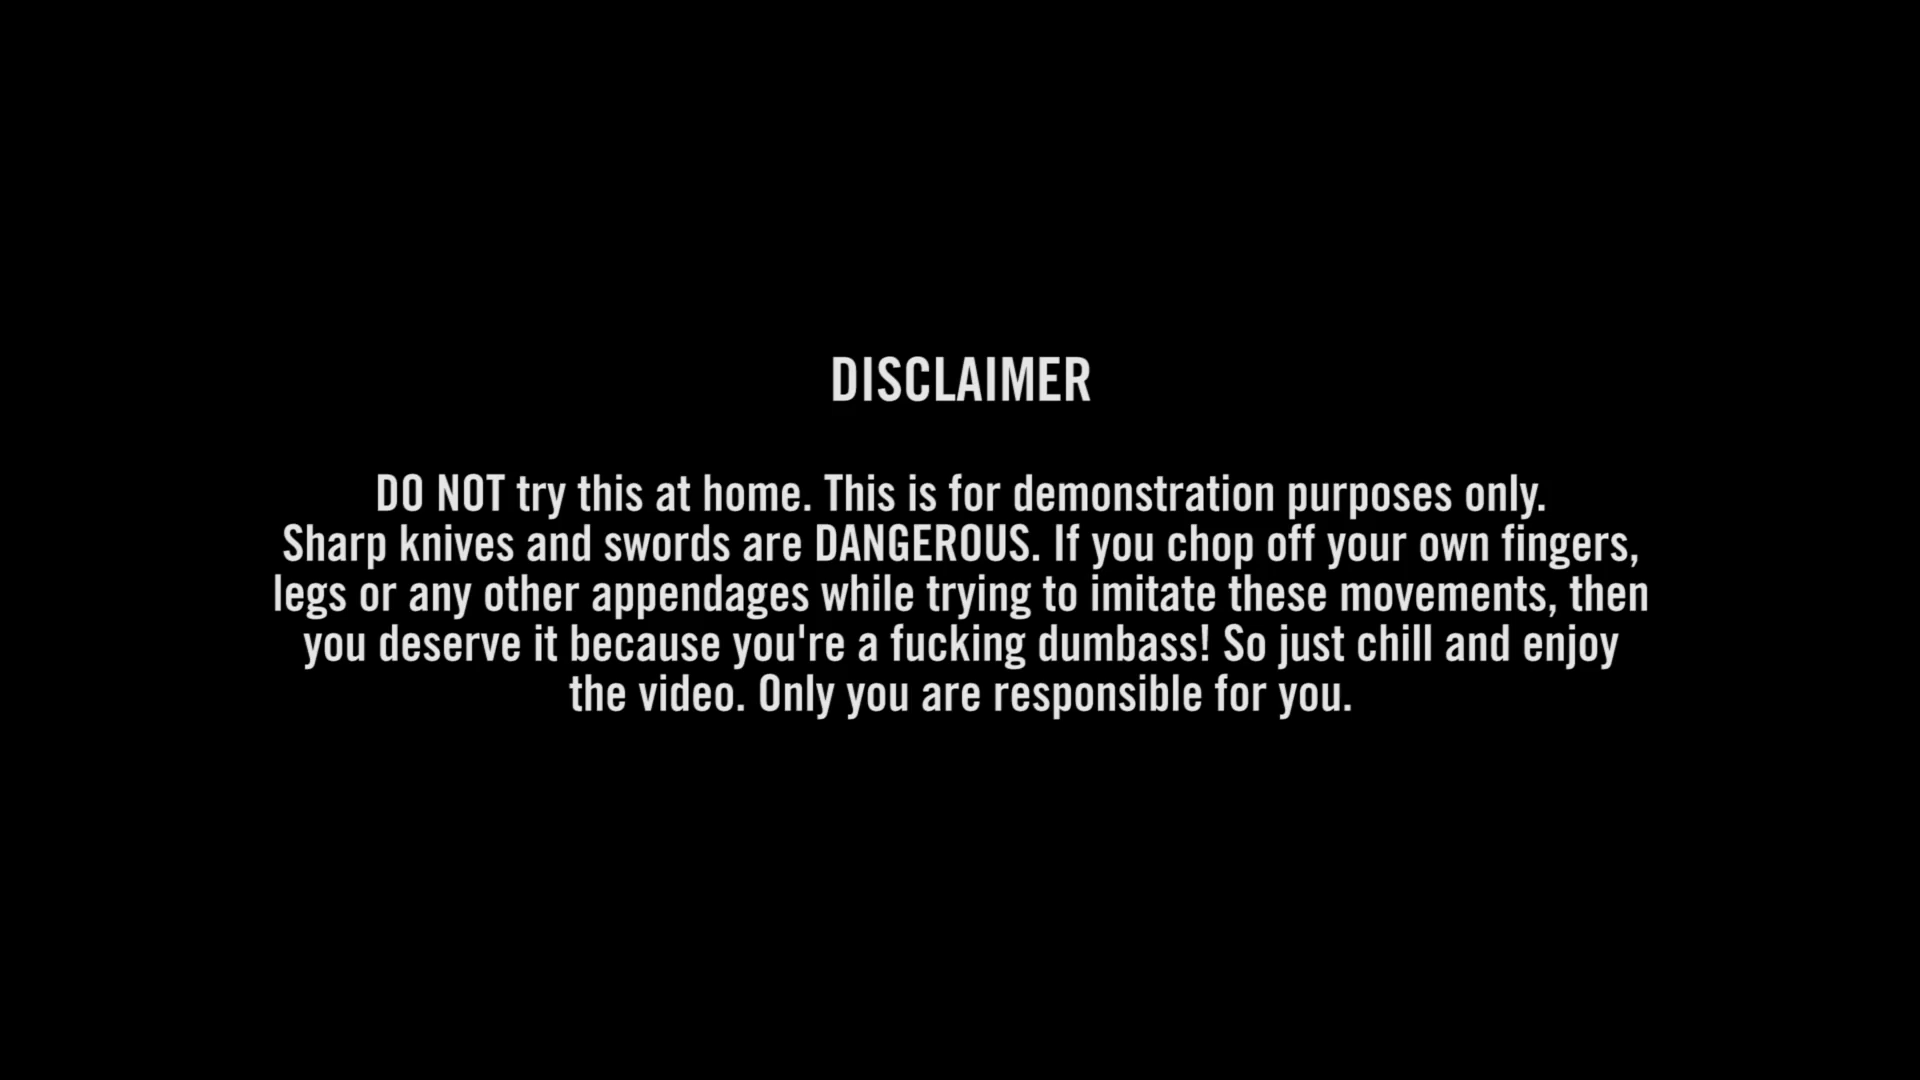 DISCLAIMER
DO NOT try this at home. This is for demonstration purposes only.
Sharp knives and swords are DANGEROUS. If you chop off your own fingers,
legs or any other appendages while trying to imitate these movements, then
you deserve it because you're a fucking dumbass! So just chill and enjoy
the video. Only you are responsible for you.